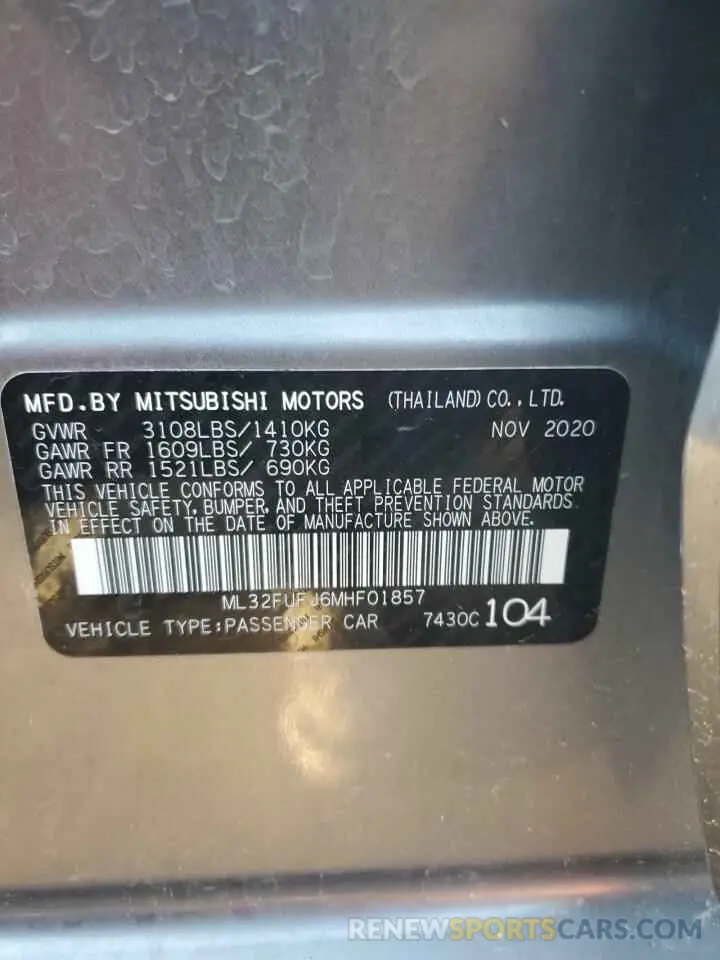 MFD.BY MITSUBISHI MOTORS (THAILAND) CO., LTD.
GVWR 3108LBS/1410KG NOV 2020
GAWR FR 1609LBS/ 730KG
GAWR RR 1521LBS/ 690KG
THIS VEHICLE CONFORMS TO ALL APPLICABLE FEDERAL MOTOR
VEHICLE SAFETY, BUMPER, AND THEFT PREVENTION STANDARDS
IN EFFECT ON THE DATE OF MANUFACTURE SHOWN ABOVE.
ML32FUFJ6MHF01857
VEHICLE TYPE:PASSENGER CAR 7430C 104
RENEWSPORTSCARS.COM